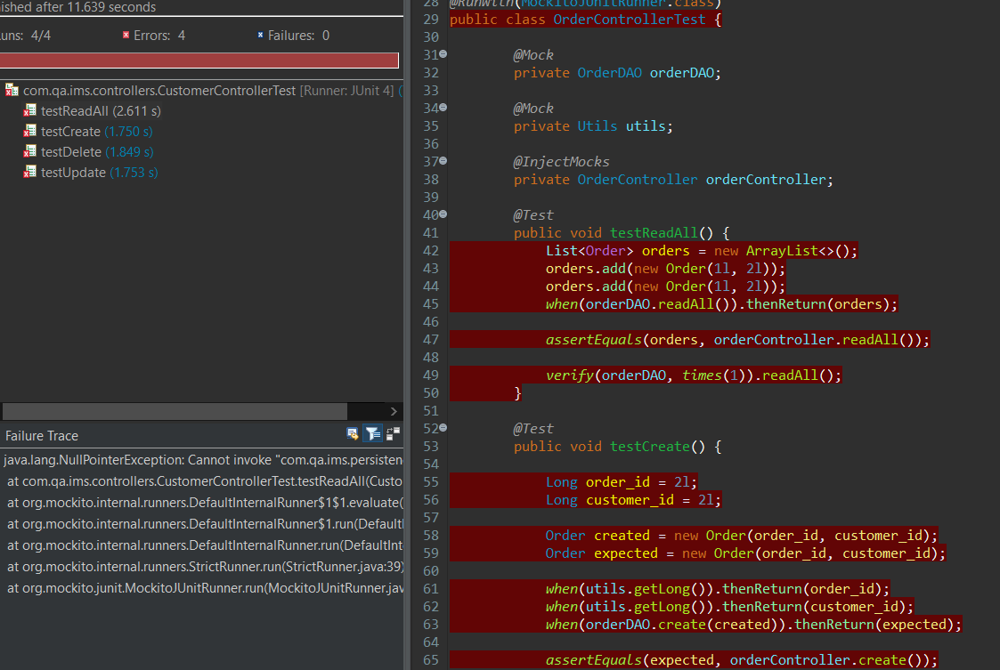 ished after 11.639 seconds
uns: 4/4
Errors: 4
Failures: 0
com.qa.ims.controllers.CustomerControllerTest [Runner: JUnit 4] (
testReadAll (2.611 s)
testCreate (1.750 s)
testDelete (1.849 s)
testUpdate (1.753 s)
Failure Trace
java.lang.NullPointerException: Cannot invoke "com.qa.ims.persisten
at com.qa.ims.controllers.CustomerControllerTest.testReadAll(Custo
at org.mockito.internal.runners.DefaultInternalRunner$1$1.evaluate(
at org.mockito.internal.runners.DefaultInternalRunner$1.run(Default
at org.mockito.internal.runners.DefaultInternalRunner.run(DefaultInt
at org.mockito.internal.runners.StrictRunner.run(StrictRunner.java:39)
at org.mockito.junit.MockitoJUnitRunner.run(MockitoJUnitRunner.jav
28 @RunWith(MockitoJUnitRunner.class)
29 public class OrderControllerTest {
30
31 @Mock
32 private OrderDAO orderDAO;
33
34 @Mock
35 private Utils utils;
36
37 @InjectMocks
38 private OrderController orderController;
39
40 @Test
41 public void testReadAll() {
42 List<Order> orders = new ArrayList<>();
43 orders.add(new Order(1l, 2l));
44 orders.add(new Order(1l, 2l));
45 when(orderDAO.readAll()).thenReturn(orders);
46
47 assertEquals(orders, orderController.readAll());
48
49 verify(orderDAO, times(1)).readAll();
50 }
51
52 @Test
53 public void testCreate() {
54
55 Long order_id = 2l;
56 Long customer_id = 2l;
57
58 Order created = new Order(order_id, customer_id);
59 Order expected = new Order(order_id, customer_id);
60
61 when(utils.getLong()).thenReturn(order_id);
62 when(utils.getLong()).thenReturn(customer_id);
63 when(orderDAO.create(created)).thenReturn(expected);
64
65 assertEquals(expected, orderController.create());